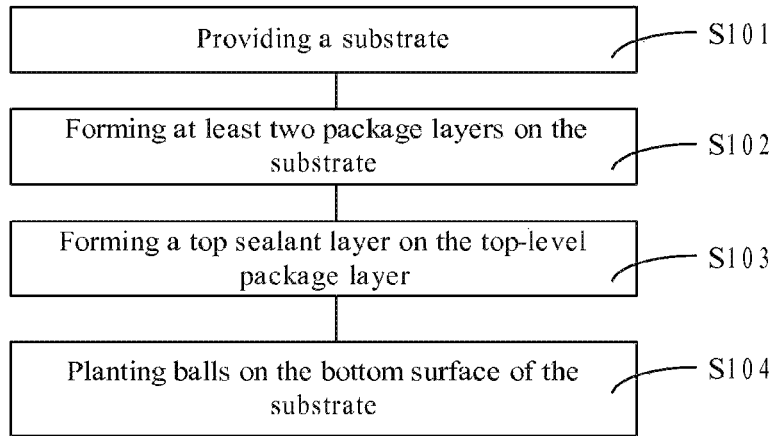 Providing a substrate
S101
Forming at least two package layers on the
substrate
S102
Forming a top sealant layer on the top-level
package layer
S103
Planting balls on the bottom surface of the
substrate
S104